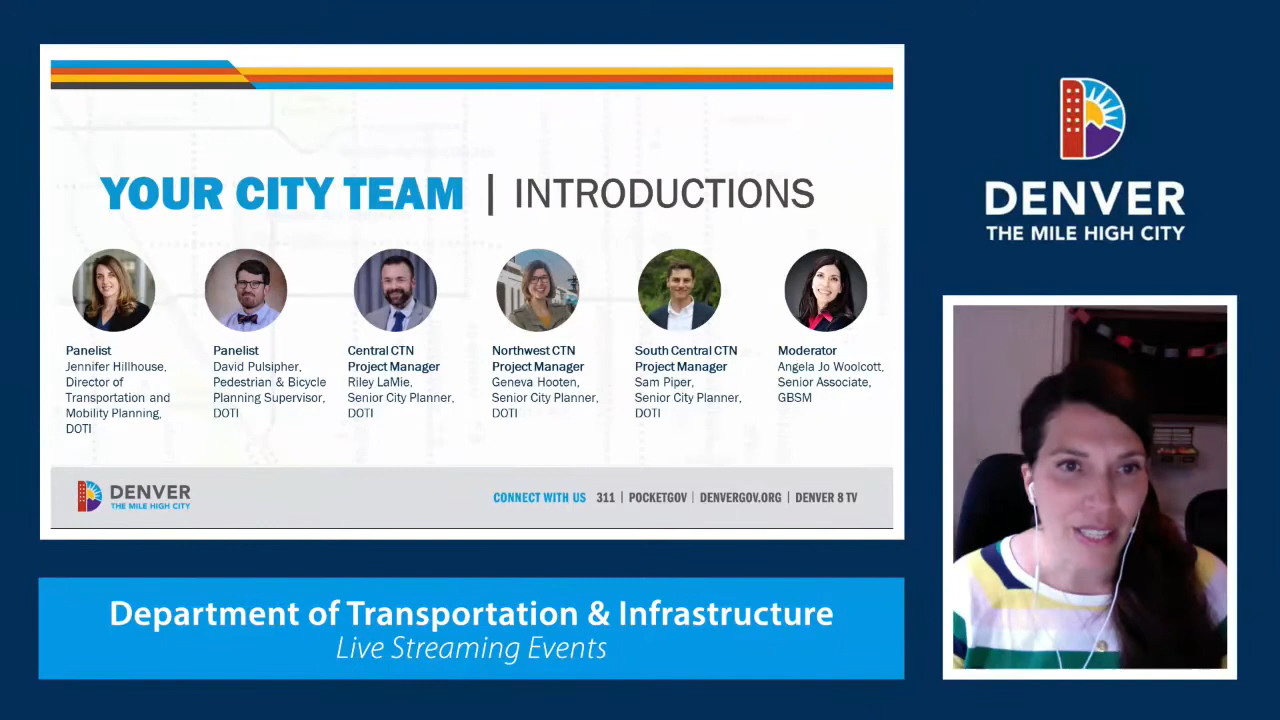 YOUR CITY TEAM | INTRODUCTIONS
Panelist
Jennifer Hillhouse,
Director of
Transportation and
Mobility Planning,
DOTI
Panelist
David Pulsipher,
Pedestrian & Bicycle
Planning Supervisor,
DOTI
Central CTN
Project Manager
Riley LaMie,
Senior City Planner,
DOTI
Northwest CTN
Project Manager
Geneva Hooten,
Senior City Planner,
DOTI
South Central CTN
Project Manager
Sam Piper,
Senior City Planner,
DOTI
Moderator
Angela Jo Woolcott,
Senior Associate,
GBSM
DENVER
THE MILE HIGH CITY
CONNECT WITH US 311 | POCKETGOV | DENVERGOV.ORG | DENVER 8 TV
DENVER
THE MILE HIGH CITY
Department of Transportation & Infrastructure
Live Streaming Events